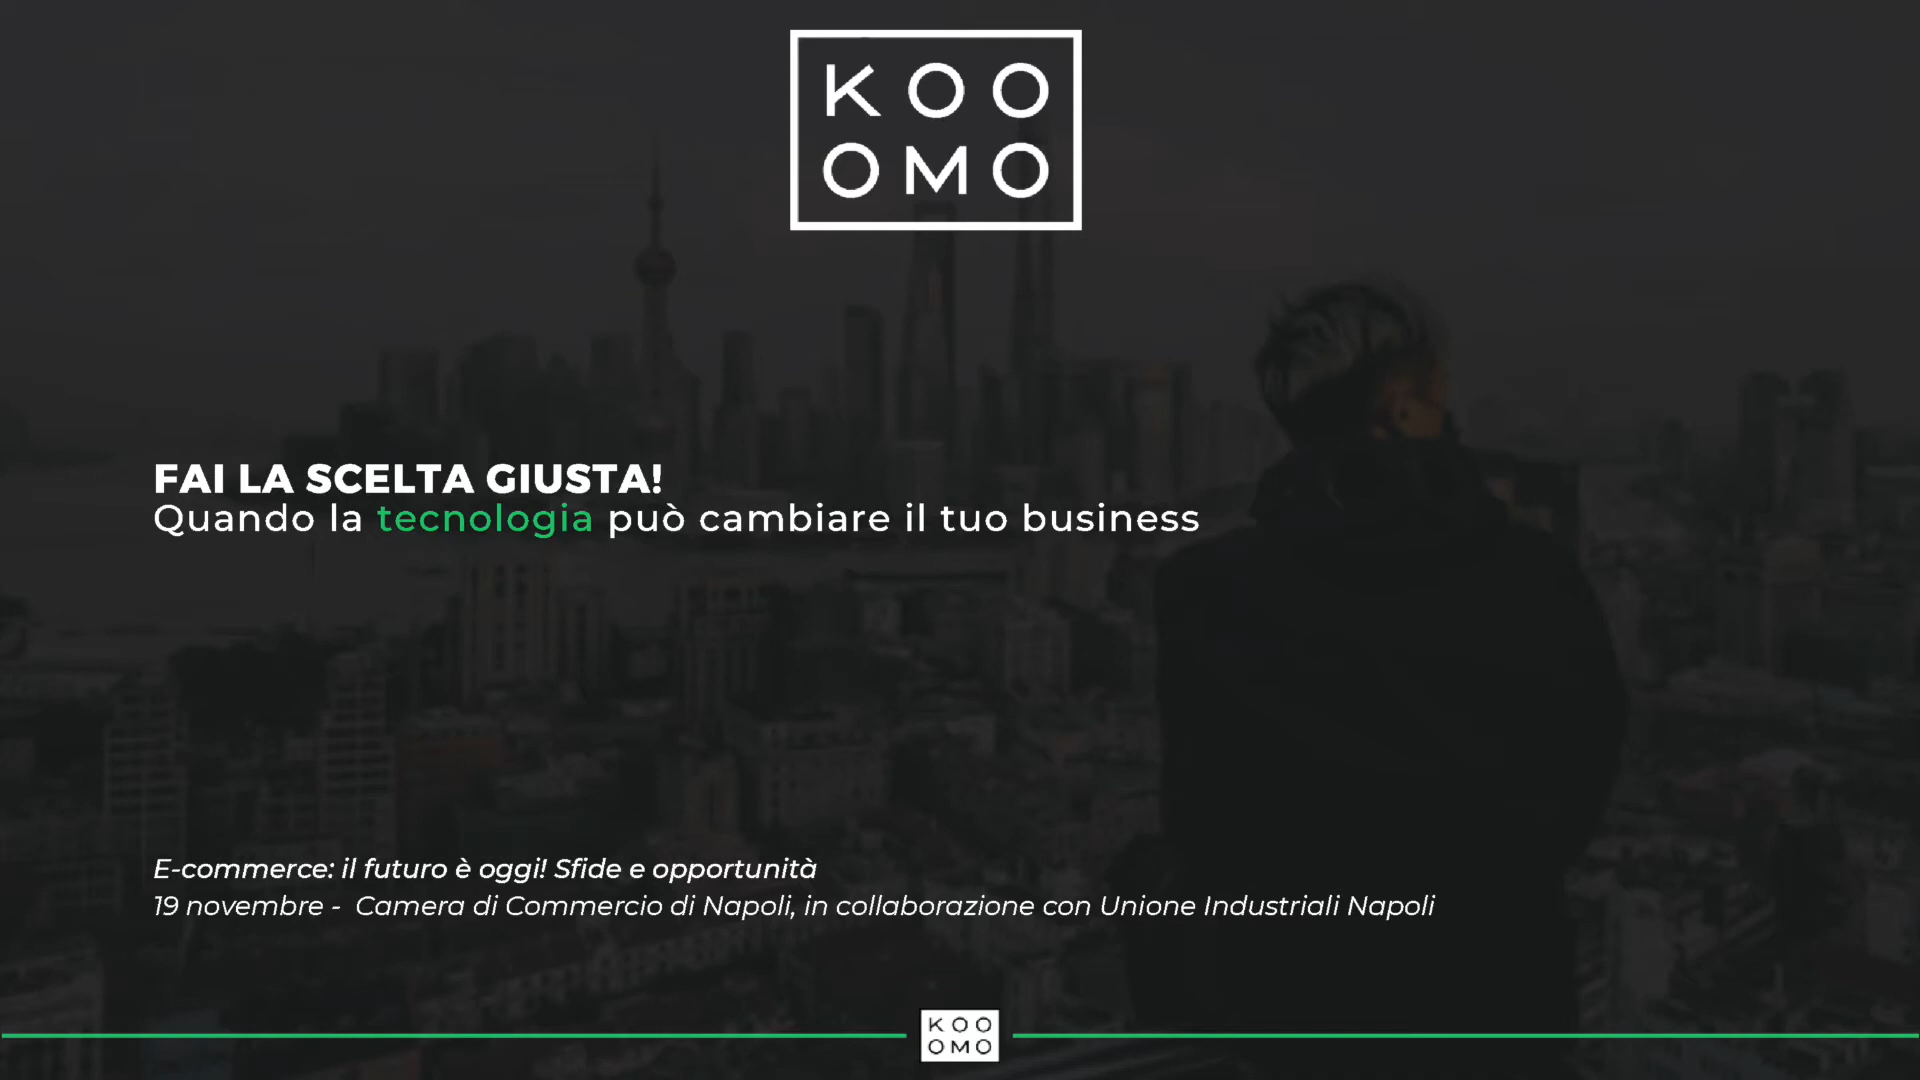 KOO
OMO
FAI LA SCELTA GIUSTA!
Quando la tecnologia può cambiare il tuo business
E-commerce: il futuro è oggi! Sfide e opportunità
19 novembre - Camera di Commercio di Napoli, in collaborazione con Unione Industriali Napoli
KOO
OMO